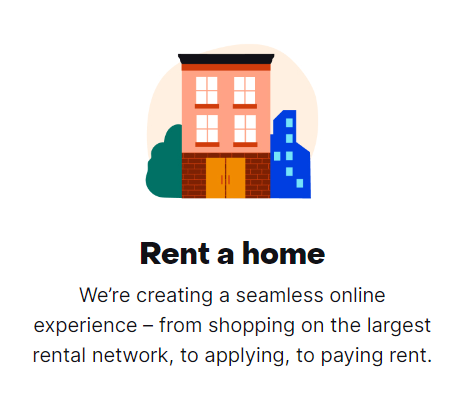 Rent a home
We’re creating a seamless online
experience – from shopping on the largest
rental network, to applying, to paying rent.